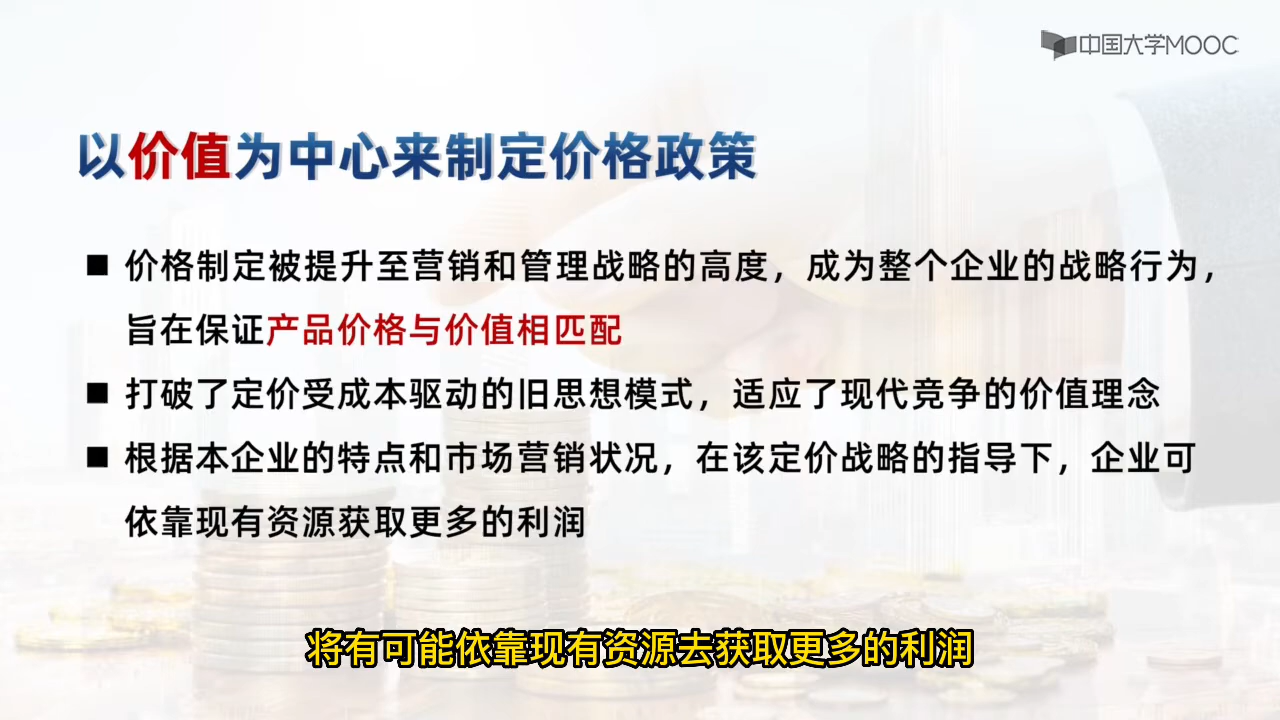 中国大学MOOC
以价值为中心来制定价格政策
■ 价格制定被提升至营销和管理战略的高度，成为整个企业的战略行为，
旨在保证产品价格与价值相匹配
■ 打破了定价受成本驱动的旧思想模式，适应了现代竞争的价值理念
■ 根据本企业的特点和市场营销状况，在该定价战略的指导下，企业可
依靠现有资源获取更多的利润
将有可能依靠现有资源去获取更多的利润